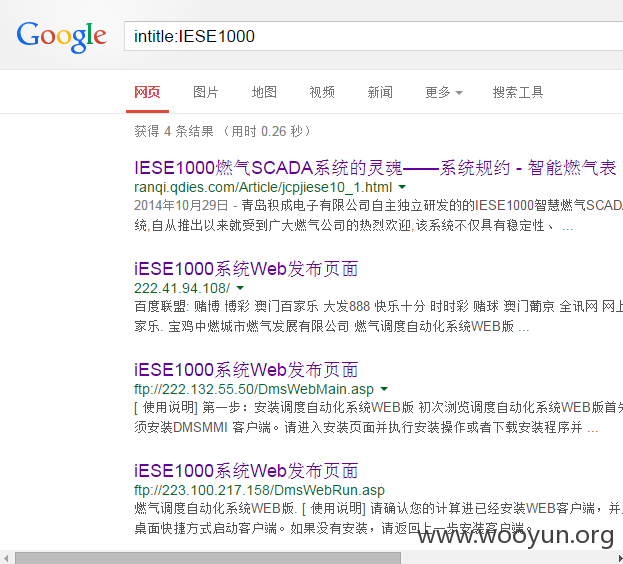 Google
intitle:IESE1000
网页 图片 地图 视频 新闻 更多 搜索工具
获得 4 条结果 （用时 0.26 秒）
IESE1000燃气SCADA系统的灵魂——系统规约 - 智能燃气表
ranqi.qdies.com/Article/jcpjiese10_1.html
2014年10月29日 - 青岛积成电子有限公司自主独立研发的的IESE1000智慧燃气SCADA
统,自从推出以来就受到广大燃气公司的热烈欢迎,该系统不仅具有稳定性、 ...
iESE1000系统Web发布页面
222.41.94.108/
百度联盟: 赌博 博彩 澳门百家乐 大发888 快乐十分 时时彩 赌球 澳门葡京 全讯网 网上
家乐. 宝鸡中燃城市燃气发展有限公司 燃气调度自动化系统WEB版 ...
iESE1000系统Web发布页面
ftp://222.132.55.50/DmsWebMain.asp
[ 使用说明] 第一步：安装调度自动化系统WEB版 初次浏览调度自动化系统WEB版首先
须安装DMSMMI 客户端。请进入安装页面并执行安装操作或者下载安装程序并 ...
iESE1000系统Web发布页面
ftp://223.100.217.158/DmsWebRun.asp
燃气调度自动化系统WEB版. [ 使用说明] 请确认您的计算进已经安装WEB客户端，并
桌面快捷方式启动客户端。如果没有安装，请返回上一步安装客户端。
www.wooyun.org